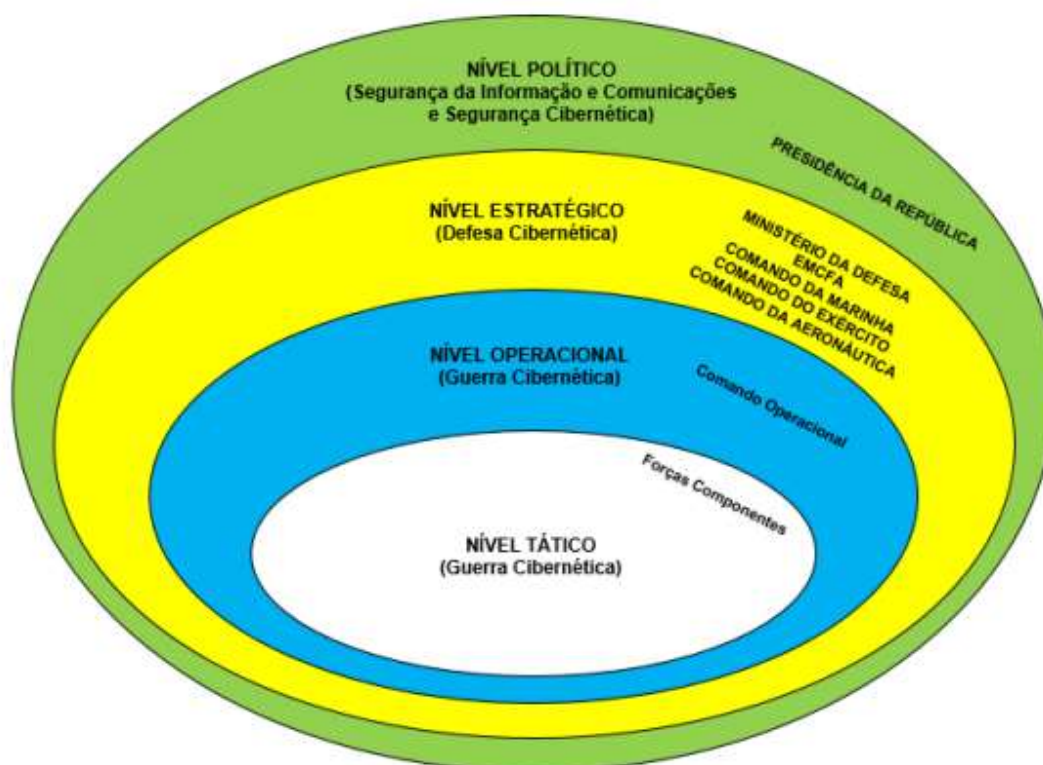 NÍVEL POLÍTICO
(Segurança da Informação e Comunicações
e Segurança Cibernética)
PRESIDÊNCIA DA REPÚBLICA
NÍVEL ESTRATÉGICO
(Defesa Cibernética)
MINISTÉRIO DA DEFESA
EMCFA
COMANDO DA MARINHA
COMANDO DO EXÉRCITO
COMANDO DA AERONÁUTICA
NÍVEL OPERACIONAL
(Guerra Cibernética)
Comando Operacional
Forças Componentes
NÍVEL TÁTICO
(Guerra Cibernética)